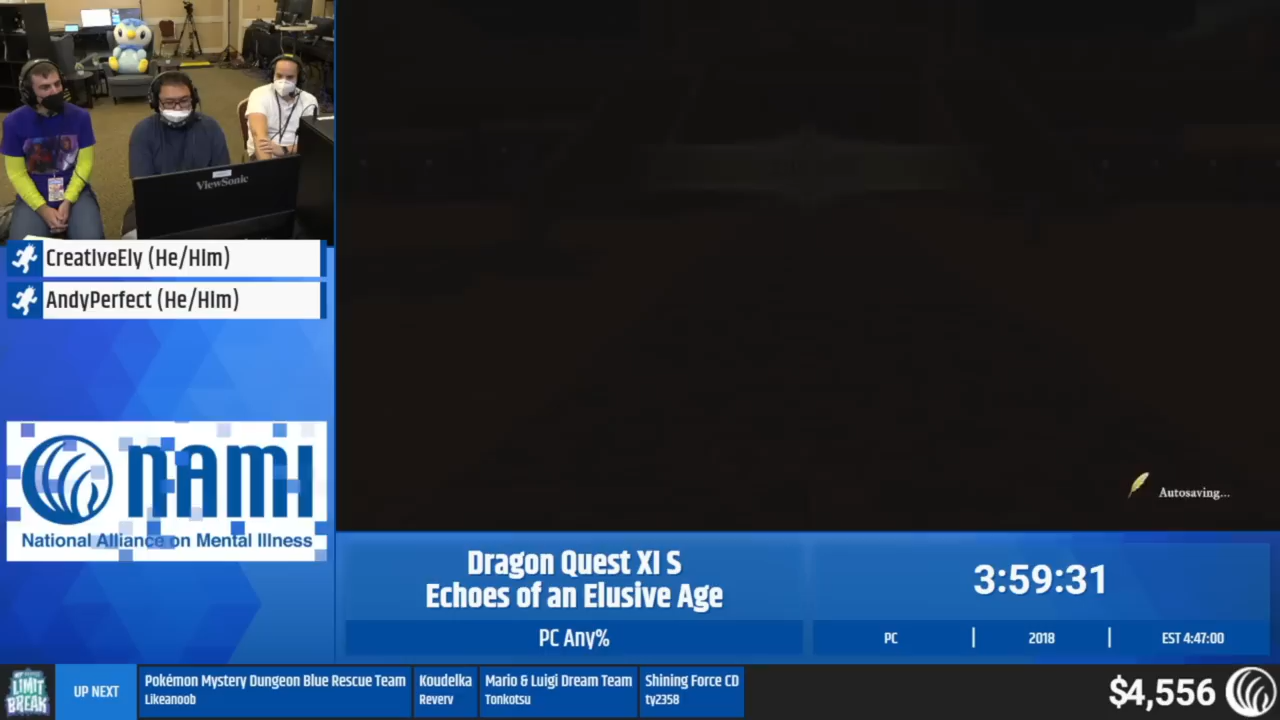 ViewSonic
CreativeEly (He/Him)
AndyPerfect (He/Him)
NAMI
National Alliance on Mental Illness
Autosaving...
Dragon Quest XI S
Echoes of an Elusive Age
PC Any%
3:59:31
PC | 2018 | EST 4:47:00
LIMIT
BREAK
UP NEXT
Pokémon Mystery Dungeon Blue Rescue Team
Likeanoob
Koudelka
Reverv
Mario & Luigi Dream Team
Tonkotsu
Shining Force CD
ty2358
$4,556